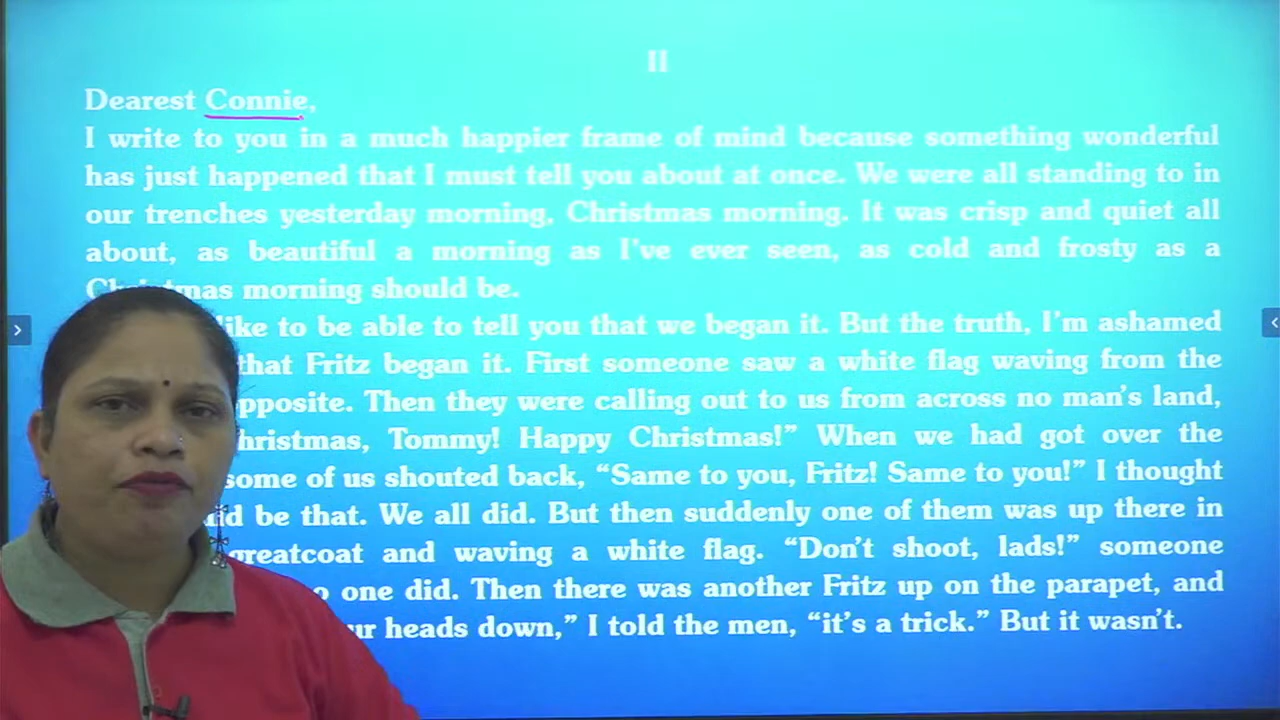 II
Dearest Connie,
I write to you in a much happier frame of mind because something wonderful
has just happened that I must tell you about at once. We were all standing to in
our trenches yesterday morning, Christmas morning. It was crisp and quiet all
about, as beautiful a morning as I've ever seen, as cold and frosty as a
Christmas morning should be.
like to be able to tell you that we began it. But the truth, I'm ashamed
that Fritz began it. First someone saw a white flag waving from the
opposite. Then they were calling out to us from across no man's land,
Christmas, Tommy! Happy Christmas!” When we had got over the
some of us shouted back, “Same to you, Fritz! Same to you!” I thought
be that. We all did. But then suddenly one of them was up there in
greatcoat and waving a white flag. “Don't shoot, lads!” someone
one did. Then there was another Fritz up on the parapet, and
heads down,” I told the men, “it's a trick.” But it wasn't.